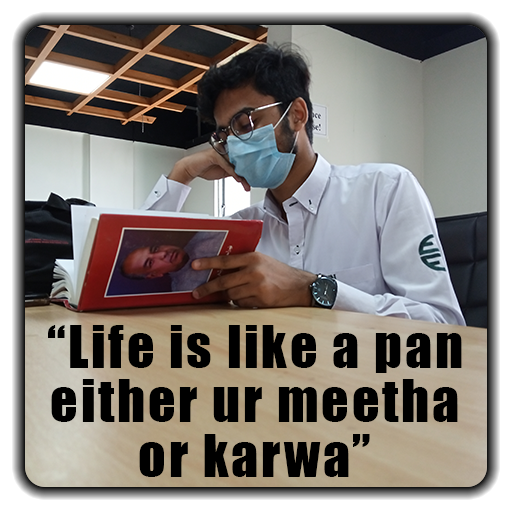 “Life is like a pan
either ur meetha
or karwa”